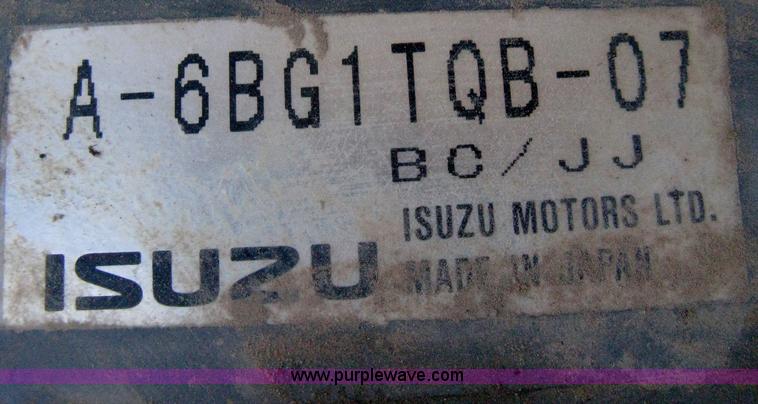 A-6BG1TQB-07
BC/JJ
ISUZU MOTORS LTD.
ISUZU
MADE IN JAPAN
www.purplewave.com